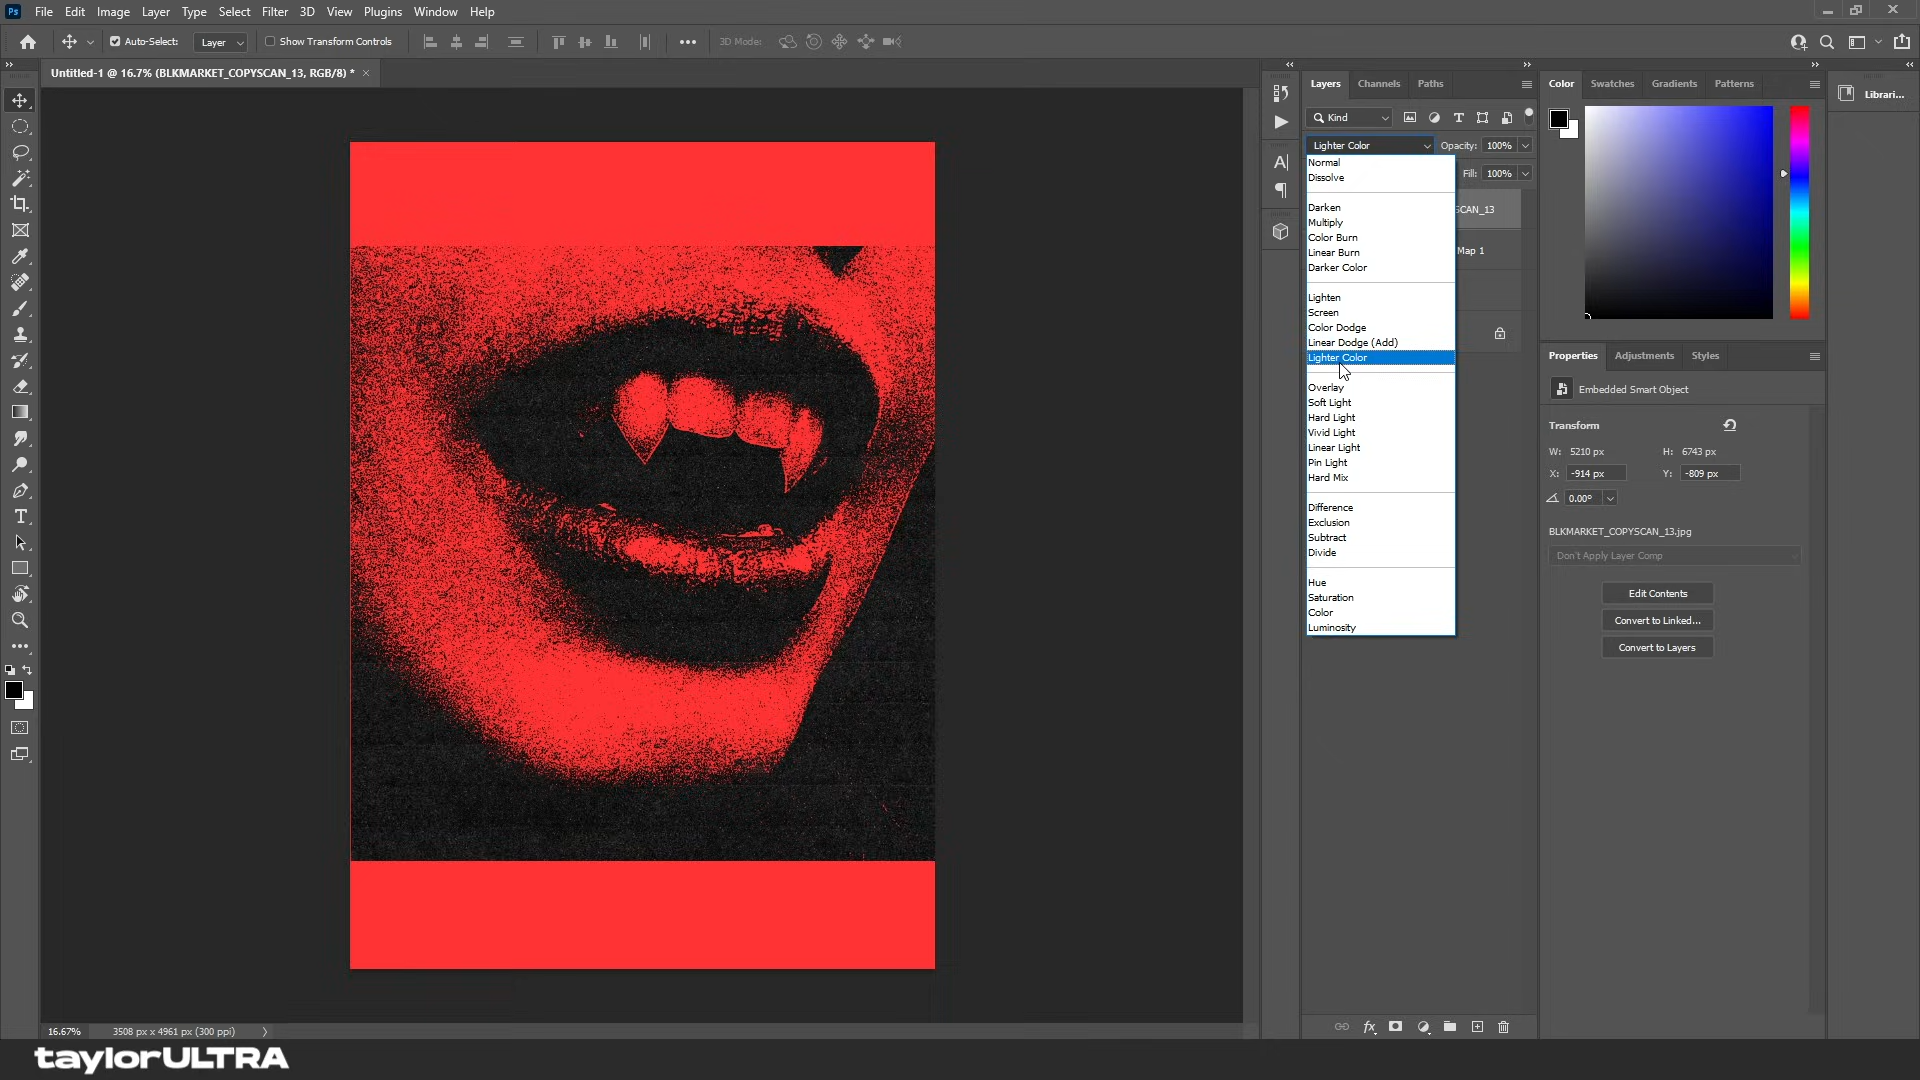 Ps File Edit Image Layer Type Select Filter 3D View Plugins Window Help
Auto-Select: Layer Show Transform Controls 3D Mode:
Untitled-1 @ 16.7% (BLKMARKET_COPYSCAN_13, RGB/8) *
Layers Channels Paths
Kind
Lighter Color Opacity: 100%
Fill: 100%
Normal
Dissolve
Darken
Multiply
Color Burn
Linear Burn
Darker Color
Lighten
Screen
Color Dodge
Linear Dodge (Add)
Lighter Color
Overlay
Soft Light
Hard Light
Vivid Light
Linear Light
Pin Light
Hard Mix
Difference
Exclusion
Subtract
Divide
Hue
Saturation
Color
Luminosity
SCAN_13
Map 1
Color Swatches Gradients Patterns
Librari...
Properties Adjustments Styles
Embedded Smart Object
Transform
W: 5210 px H: 6743 px
X: -914 px Y: -809 px
0.00°
BLKMARKET_COPYSCAN_13.jpg
Don't Apply Layer Comp
Edit Contents
Convert to Linked...
Convert to Layers
16.67% 3508 px x 4961 px (300 ppi)
taylorULTRA